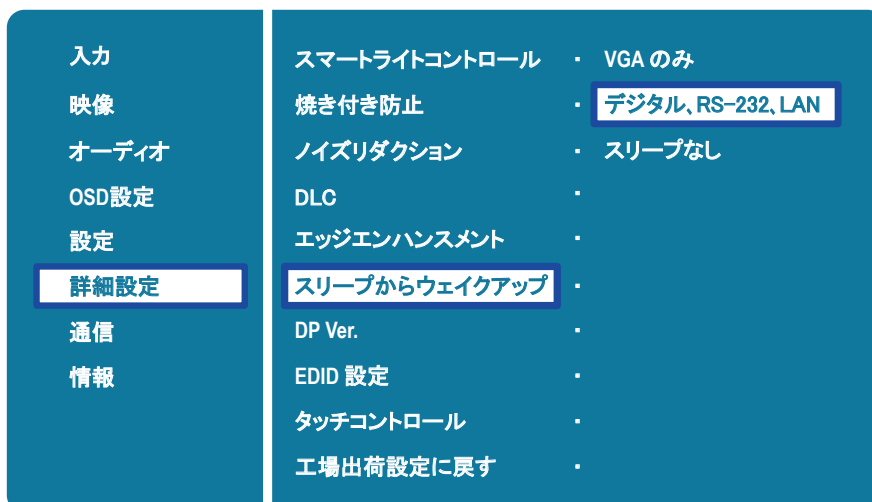 入力
映像
オーディオ
OSD設定
設定
詳細設定
通信
情報
スマートライトコントロール ・ VGA のみ
焼き付き防止 ・ デジタル、RS-232、LAN
ノイズリダクション ・ スリープなし
DLC ・
エッジエンハンスメント ・
スリープからウェイクアップ ・
DP Ver. ・
EDID 設定 ・
タッチコントロール ・
工場出荷設定に戻す ・